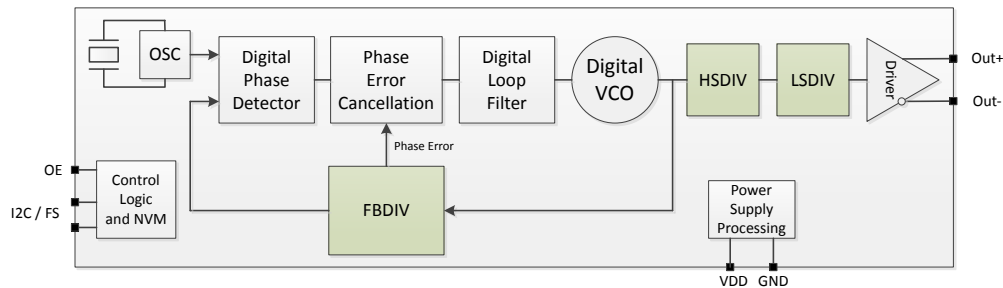 OSC
Digital
Phase
Detector
Phase
Error
Cancellation
Digital
Loop
Filter
Digital
VCO
HSDIV
LSDIV
Driver
Out+
Out-
Phase Error
FBDIV
OE
I2C / FS
Control
Logic
and NVM
Power
Supply
Processing
VDD
GND